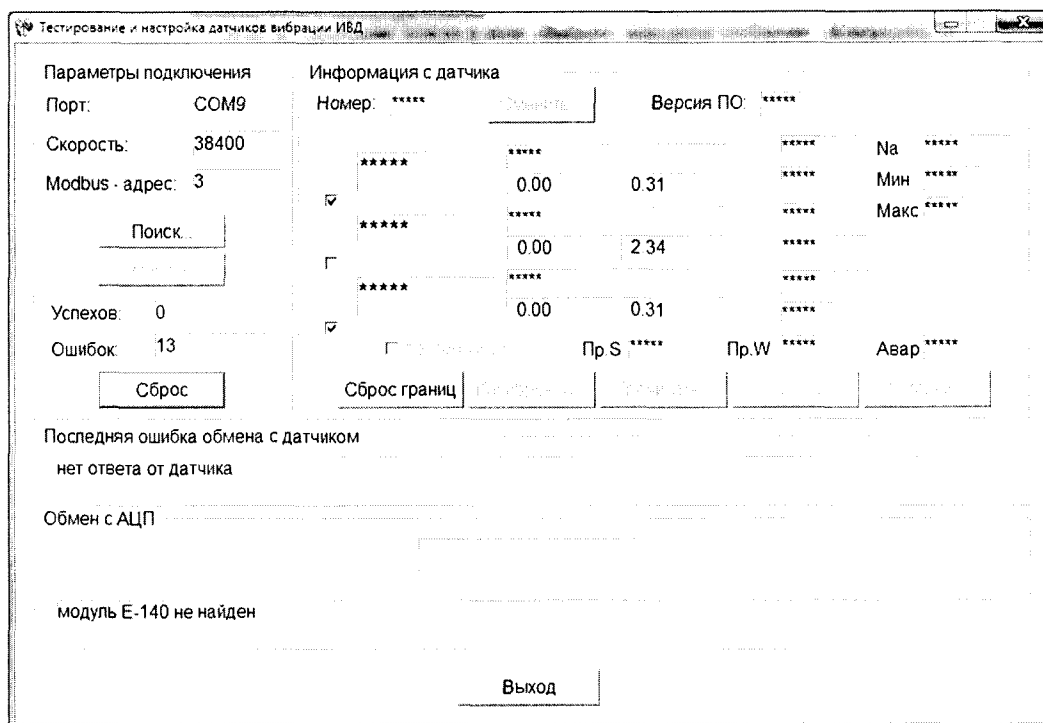 Тестирование и настройка датчиков вибрации ИВД
Параметры подключения
Порт: COM9
Скорость: 38400
Modbus - адрес: 3
Поиск...
Успехов: 0
Ошибок: 13
Сброс
Информация с датчика
Номер: ***** Версия ПО: *****
***** ***** ***** Na *****
0.00 0.31 ***** Мин *****
***** ***** ***** Макс *****
0.00 2.34 *****
***** ***** *****
0.00 0.31 *****
Пр.S ***** Пр.W ***** Авар *****
Сброс границ
Последняя ошибка обмена с датчиком
нет ответа от датчика
Обмен с АЦП
модуль E-140 не найден
Выход